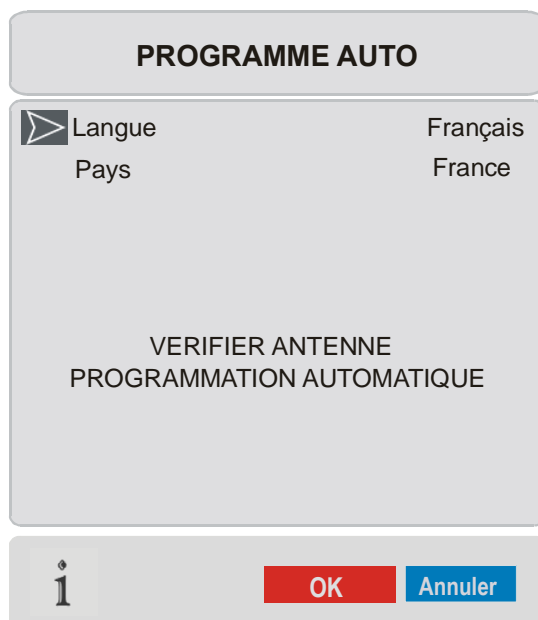 PROGRAMME AUTO
Langue Français
Pays France
VERIFIER ANTENNE
PROGRAMMATION AUTOMATIQUE
i OK Annuler